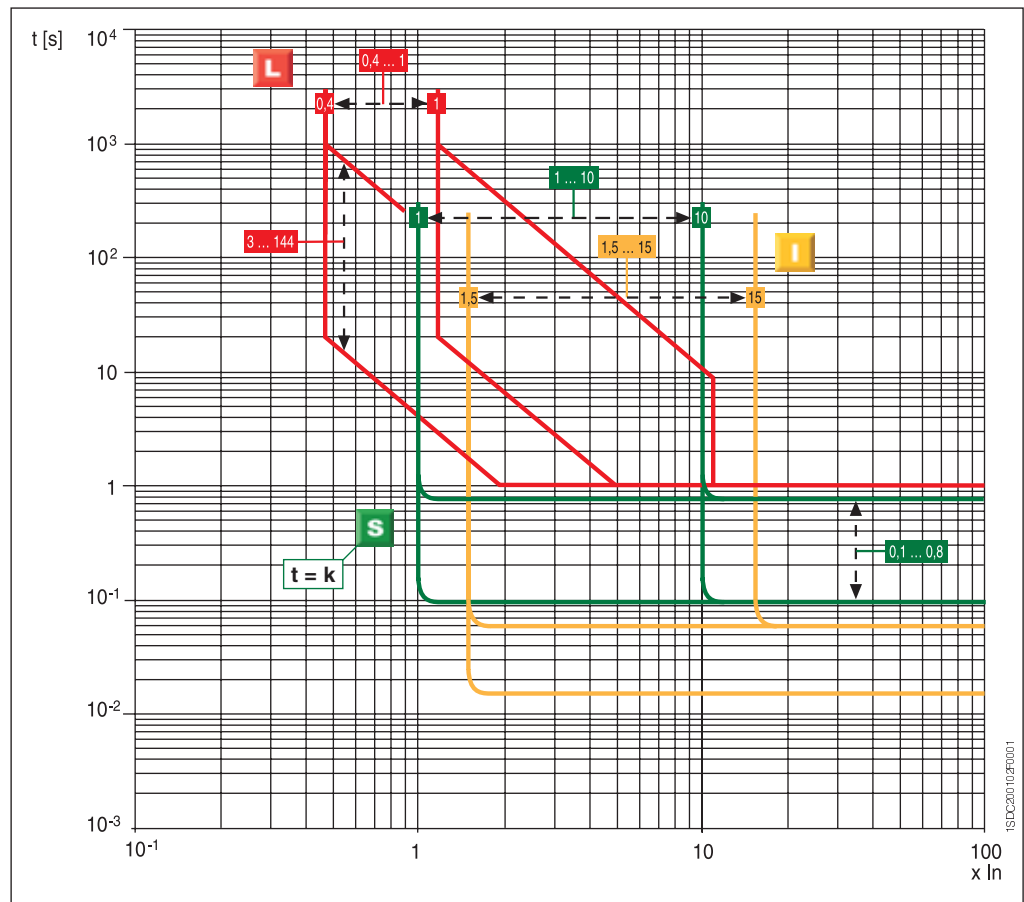 t [s]
10⁴
L
0,4 ... 1
0,4
1
10³
1 ... 10
1
10
3 ... 144
1,5 ... 15
I
10²
1,5
15
10
1
S
0,1 ... 0,8
t = k
10⁻¹
10⁻²
10⁻³
10⁻¹
1
10
100
x In
1SDC200102F0001